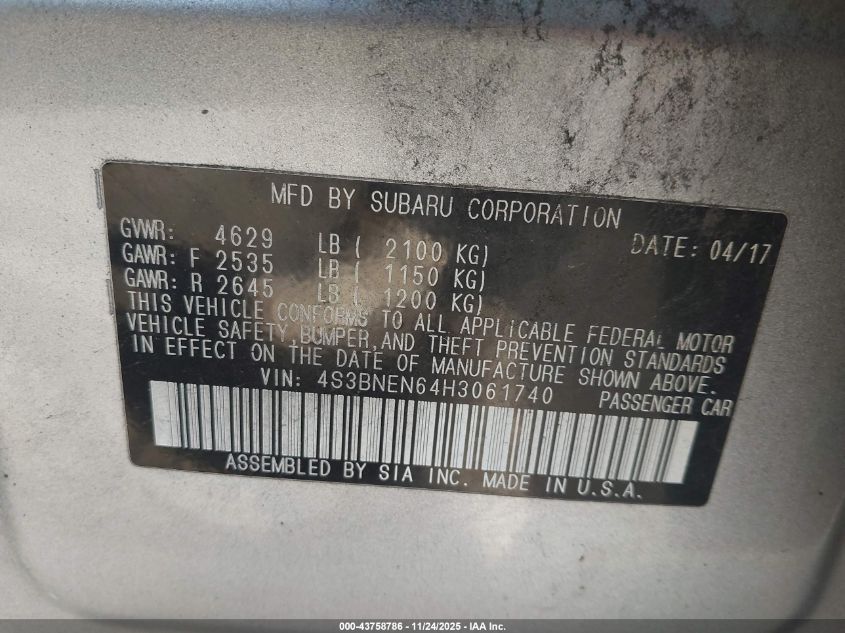 MFD BY SUBARU CORPORATION
GVWR: 4629 LB ( 2100 KG) DATE: 04/17
GAWR: F 2535 LB ( 1150 KG)
GAWR: R 2645 LB ( 1200 KG)
THIS VEHICLE CONFORMS TO ALL APPLICABLE FEDERAL MOTOR
VEHICLE SAFETY,BUMPER,AND THEFT PREVENTION STANDARDS
IN EFFECT ON THE DATE OF MANUFACTURE SHOWN ABOVE.
VIN: 4S3BNEN64H3061740 PASSENGER CAR
ASSEMBLED BY SIA INC. MADE IN U.S.A.
000-43758786 - 11/24/2025 - IAA Inc.